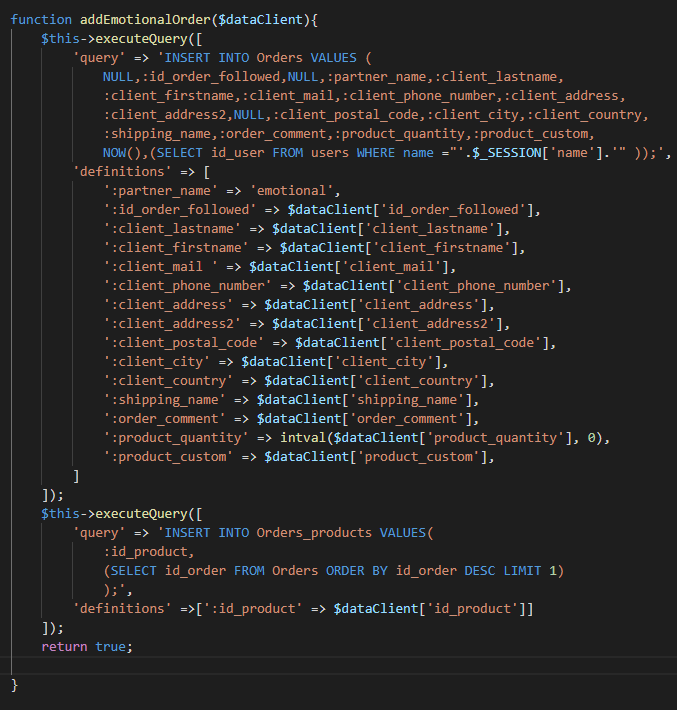 function addEmotionalOrder($dataClient){
    $this->executeQuery([
        'query' => 'INSERT INTO Orders VALUES (
            NULL,:id_order_followed,NULL,:partner_name,:client_lastname,
            :client_firstname,:client_mail,:client_phone_number,:client_address,
            :client_address2,NULL,:client_postal_code,:client_city,:client_country,
            :shipping_name,:order_comment,:product_quantity,:product_custom,
            NOW(),(SELECT id_user FROM users WHERE name ="'.$_SESSION['name'].'" ));',
        'definitions' => [
            ':partner_name' => 'emotional',
            ':id_order_followed' => $dataClient['id_order_followed'],
            ':client_lastname' => $dataClient['client_lastname'],
            ':client_firstname' => $dataClient['client_firstname'],
            ':client_mail ' => $dataClient['client_mail'],
            ':client_phone_number' => $dataClient['client_phone_number'],
            ':client_address' => $dataClient['client_address'],
            ':client_address2' => $dataClient['client_address2'],
            ':client_postal_code' => $dataClient['client_postal_code'],
            ':client_city' => $dataClient['client_city'],
            ':client_country' => $dataClient['client_country'],
            ':shipping_name' => $dataClient['shipping_name'],
            ':order_comment' => $dataClient['order_comment'],
            ':product_quantity' => intval($dataClient['product_quantity'], 0),
            ':product_custom' => $dataClient['product_custom'],
        ]
    ]);
    $this->executeQuery([
        'query' => 'INSERT INTO Orders_products VALUES(
            :id_product,
            (SELECT id_order FROM Orders ORDER BY id_order DESC LIMIT 1)
            );',
        'definitions' =>[':id_product' => $dataClient['id_product']]
    ]);
    return true;
}